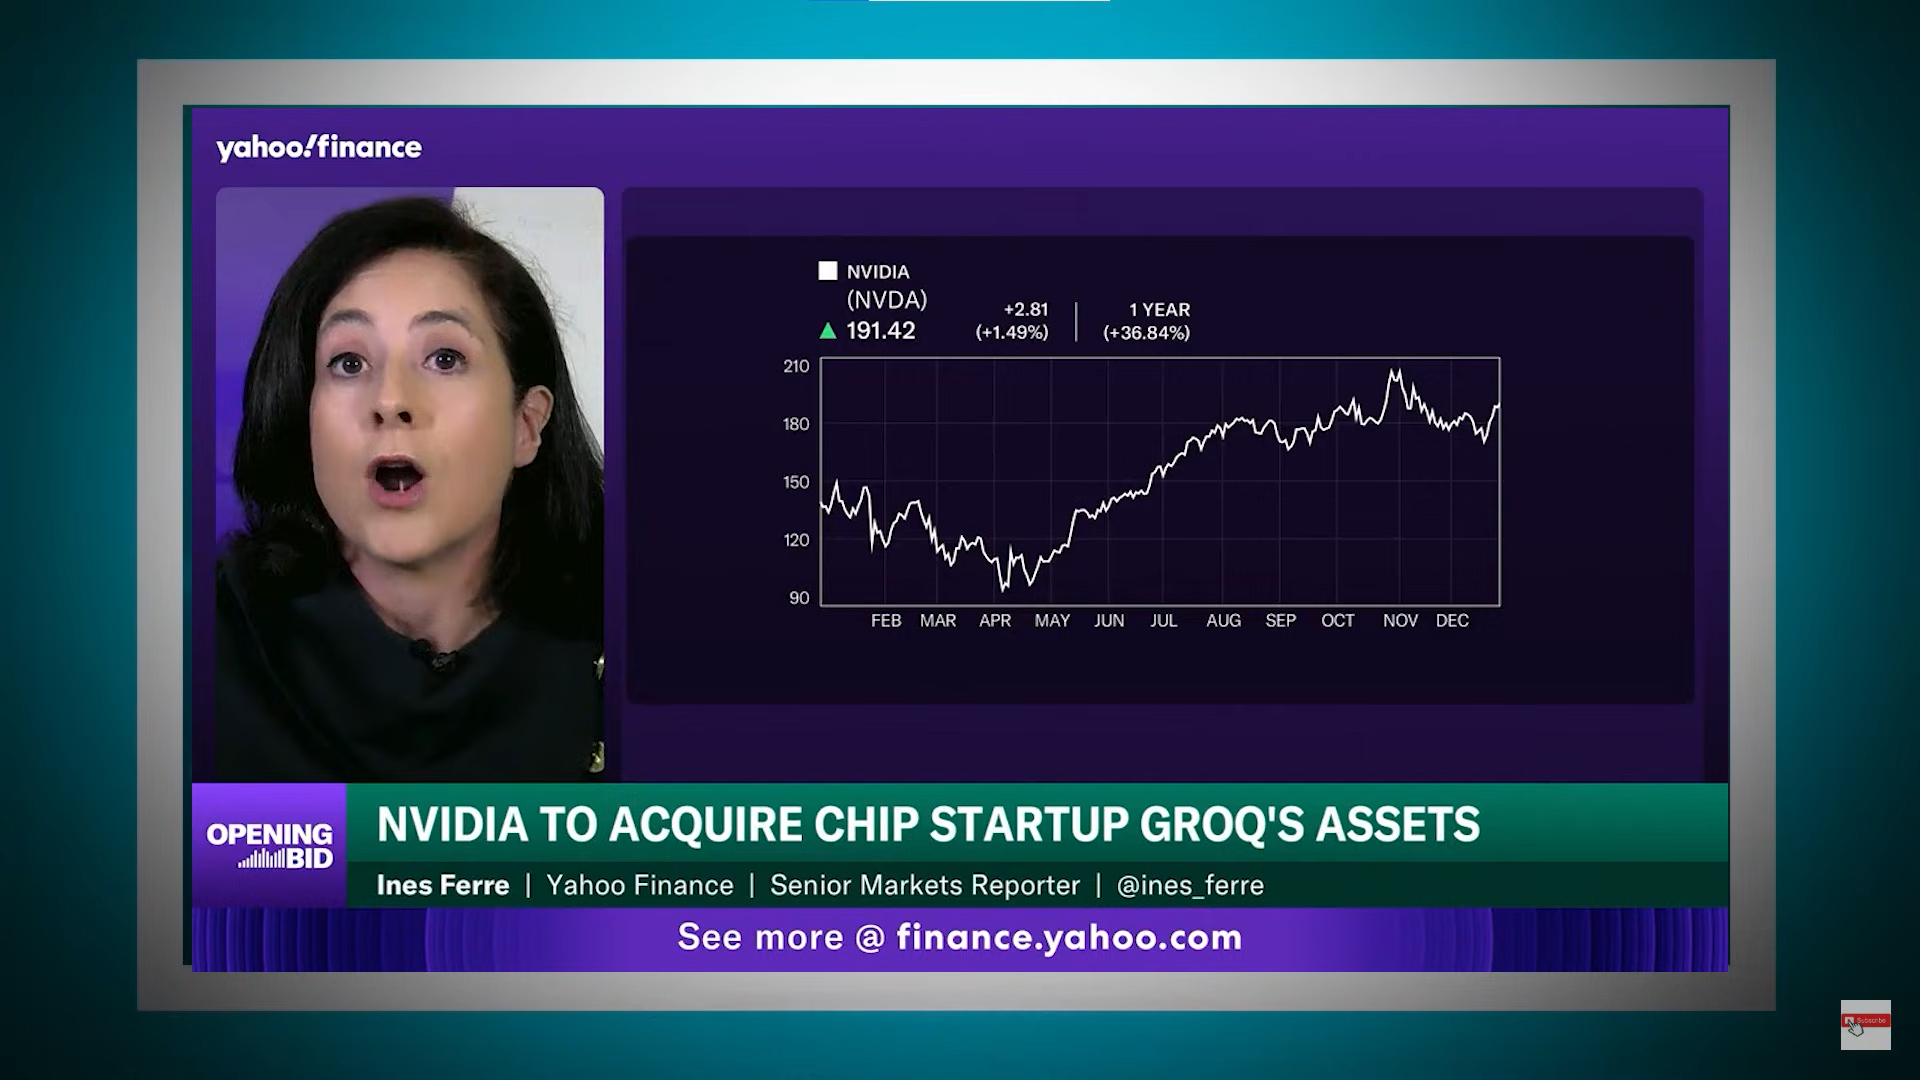 yahoo!finance
NVIDIA
(NVDA)
191.42
+2.81
(+1.49%)
1 YEAR
(+36.84%)
210
180
150
120
90
FEB MAR APR MAY JUN JUL AUG SEP OCT NOV DEC
OPENING
BID
NVIDIA TO ACQUIRE CHIP STARTUP GROQ'S ASSETS
Ines Ferre | Yahoo Finance | Senior Markets Reporter | @ines_ferre
See more @ finance.yahoo.com
Subscribe